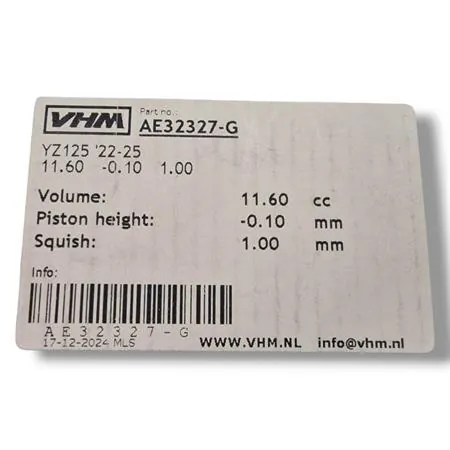 VHM
Part no.:
AE32327-G
YZ125 '22-25
11.60 -0.10 1.00
Volume: 11.60 cc
Piston height: -0.10 mm
Squish: 1.00 mm
Info:
AE32327-G
17-12-2024 MLS
WWW.VHM.NL info@vhm.nl